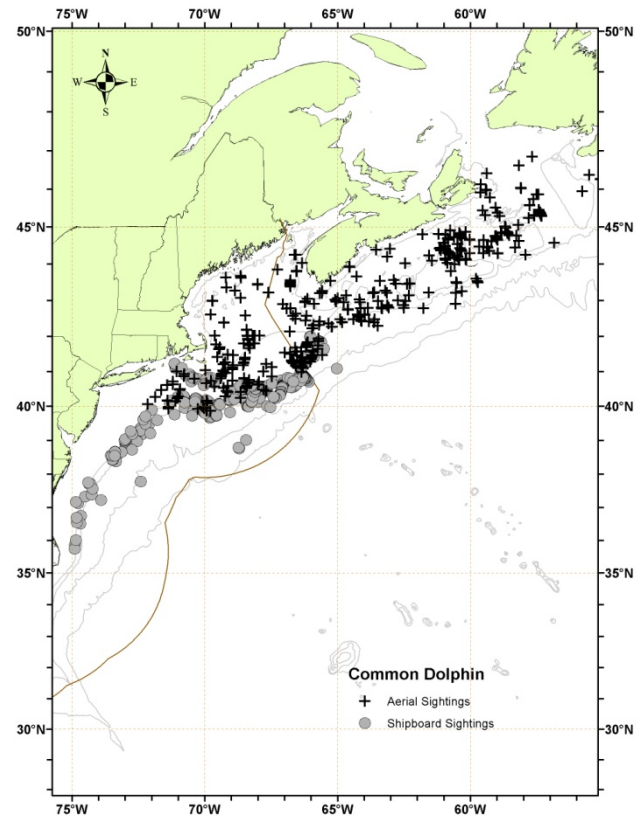 75°W 70°W 65°W 60°W
50°N 50°N
N
W E
S
45°N 45°N
40°N 40°N
35°N 35°N
Common Dolphin
Aerial Sightings
Shipboard Sightings
30°N 30°N
75°W 70°W 65°W 60°W